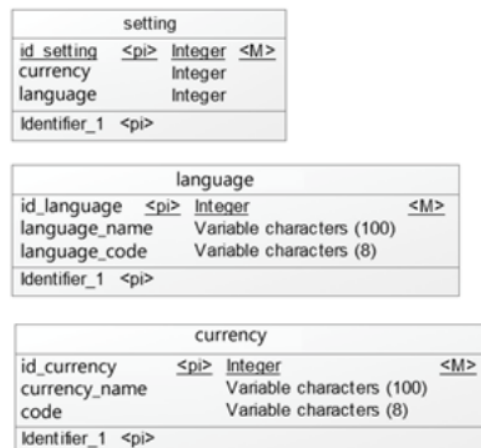 setting
id_setting <pi> Integer <M>
currency Integer
language Integer
Identifier_1 <pi>
language
id_language <pi> Integer <M>
language_name Variable characters (100)
language_code Variable characters (8)
Identifier_1 <pi>
currency
id_currency <pi> Integer <M>
currency_name Variable characters (100)
code Variable characters (8)
Identifier_1 <pi>